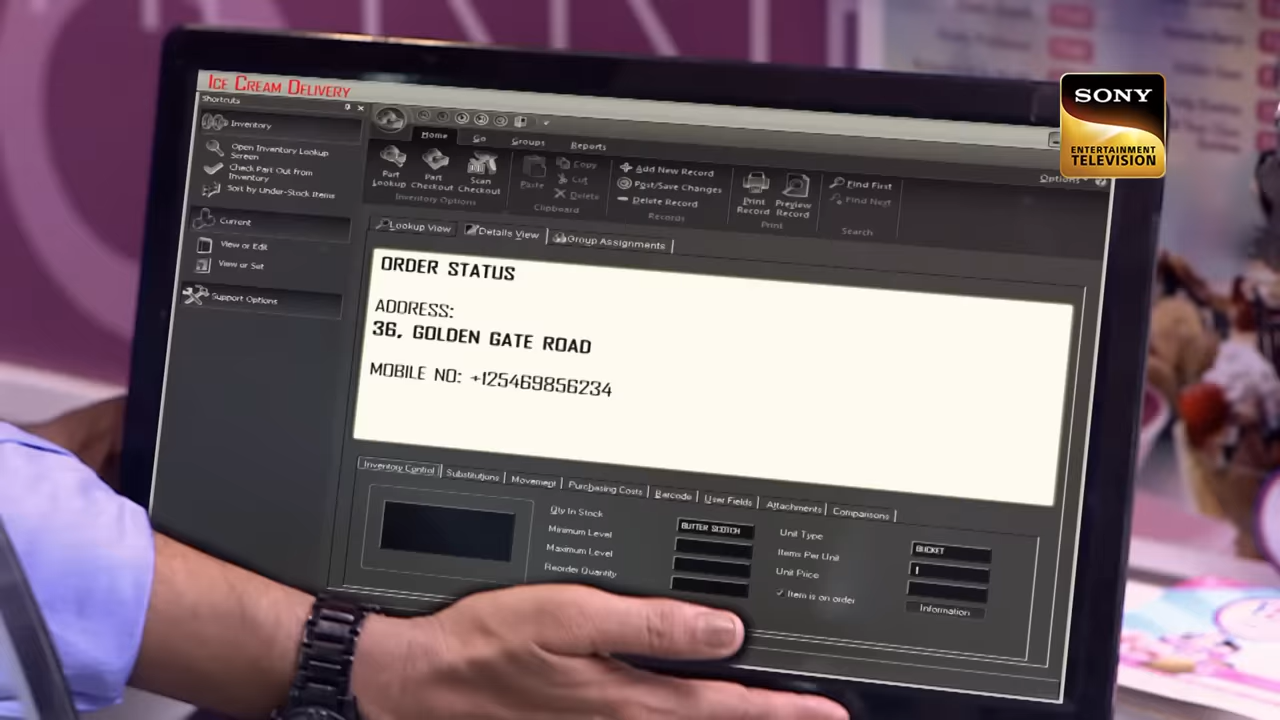 ICE CREAM DELIVERY
Shortcuts
Inventory
Open Inventory Lookup
Screen
Check Part Out from
Inventory
Sort by Under-Stock Items
Current
View or Edit
View or Set
Support Options
Home
Go
Groups
Reports
Options
Part
Lookup
Part
Checkout
Scan
Checkout
Inventory Options
Paste
Copy
Cut
Delete
Clipboard
Add New Record
Post/Save Changes
Delete Record
Records
Print
Record
Preview
Record
Print
Find First
Find Next
Search
Lookup View
Details View
Group Assignments
ORDER STATUS
ADDRESS:
36, GOLDEN GATE ROAD
MOBILE NO: +125469856234
Inventory Control
Substitutions
Movement
Purchasing Costs
Barcode
User Fields
Attachments
Comparisons
Qty In Stock
Minimum Level
Maximum Level
Reorder Quantity
BUTTER SCOTCH
Unit Type
Items Per Unit
Unit Price
Item is on order
BUCKET
Information
SONY
ENTERTAINMENT
TELEVISION